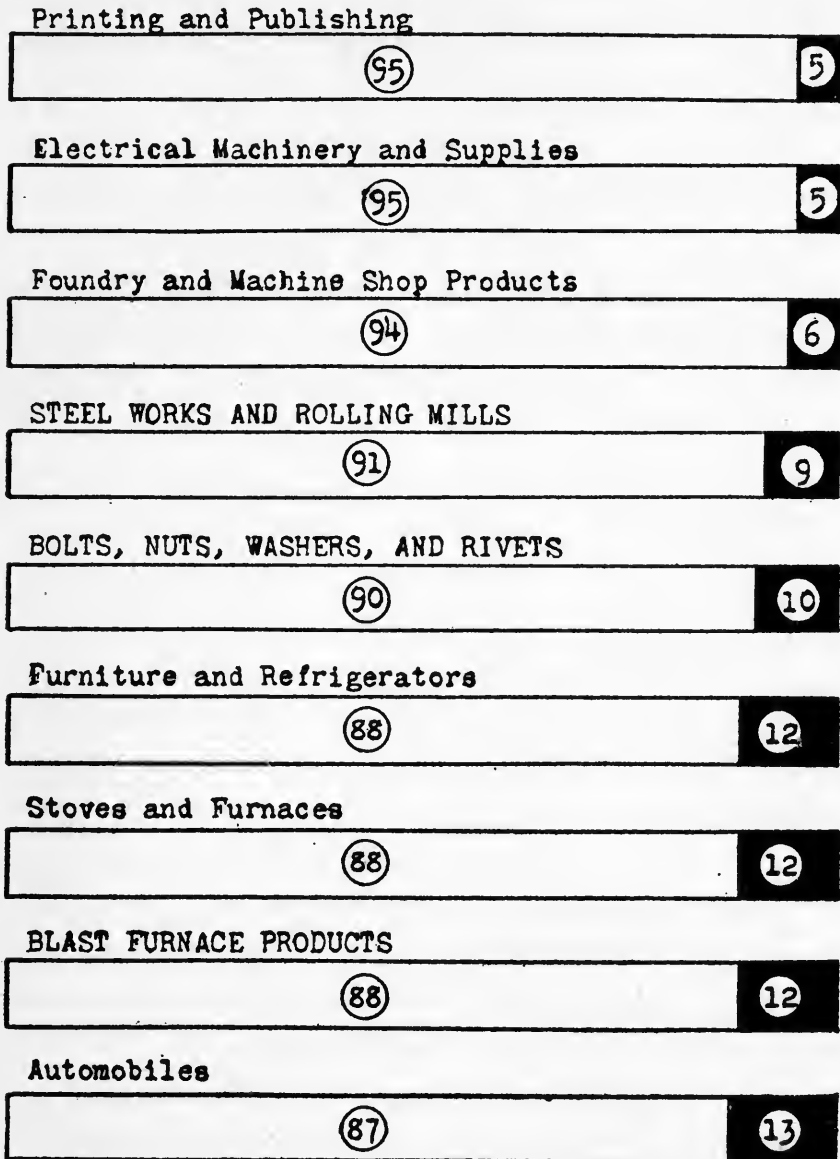 Printing and Publishing
95 5
Electrical Machinery and Supplies
95 5
Foundry and Machine Shop Products
94 6
STEEL WORKS AND ROLLING MILLS
91 9
BOLTS, NUTS, WASHERS, AND RIVETS
90 10
Furniture and Refrigerators
88 12
Stoves and Furnaces
88 12
BLAST FURNACE PRODUCTS
88 12
Automobiles
87 13